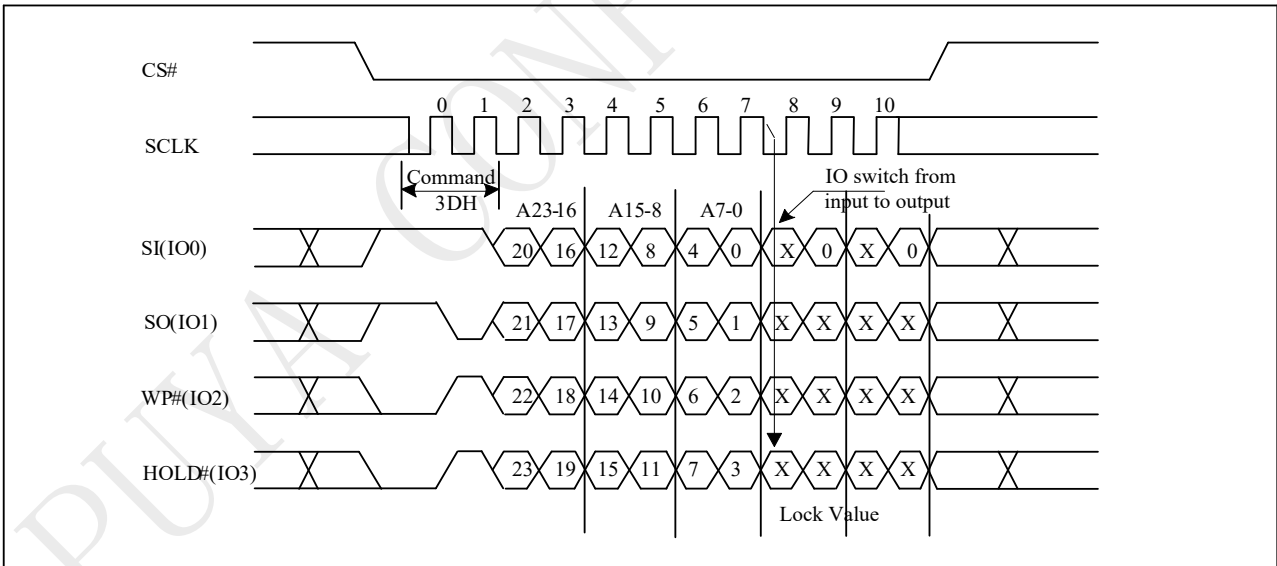 CS#
0 1 2 3 4 5 6 7 8 9 10
SCLK
Command
3DH
IO switch from
input to output
A23-16 A15-8 A7-0
SI(IO0) 20 16 12 8 4 0 X 0 X 0
SO(IO1) 21 17 13 9 5 1 X X X X
WP#(IO2) 22 18 14 10 6 2 X X X X
HOLD#(IO3) 23 19 15 11 7 3 X X X X
Lock Value
PUYA CONF